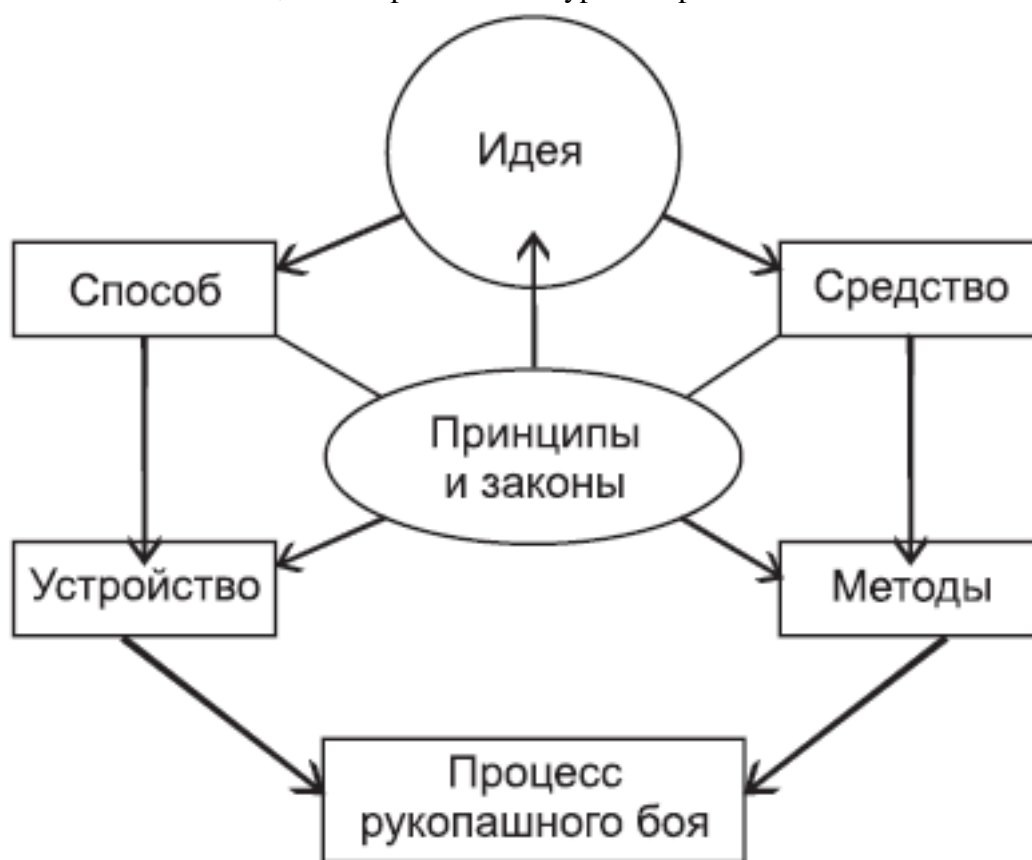 Идея
Способ
Средство
Принципы
и законы
Устройство
Методы
Процесс
рукопашного боя